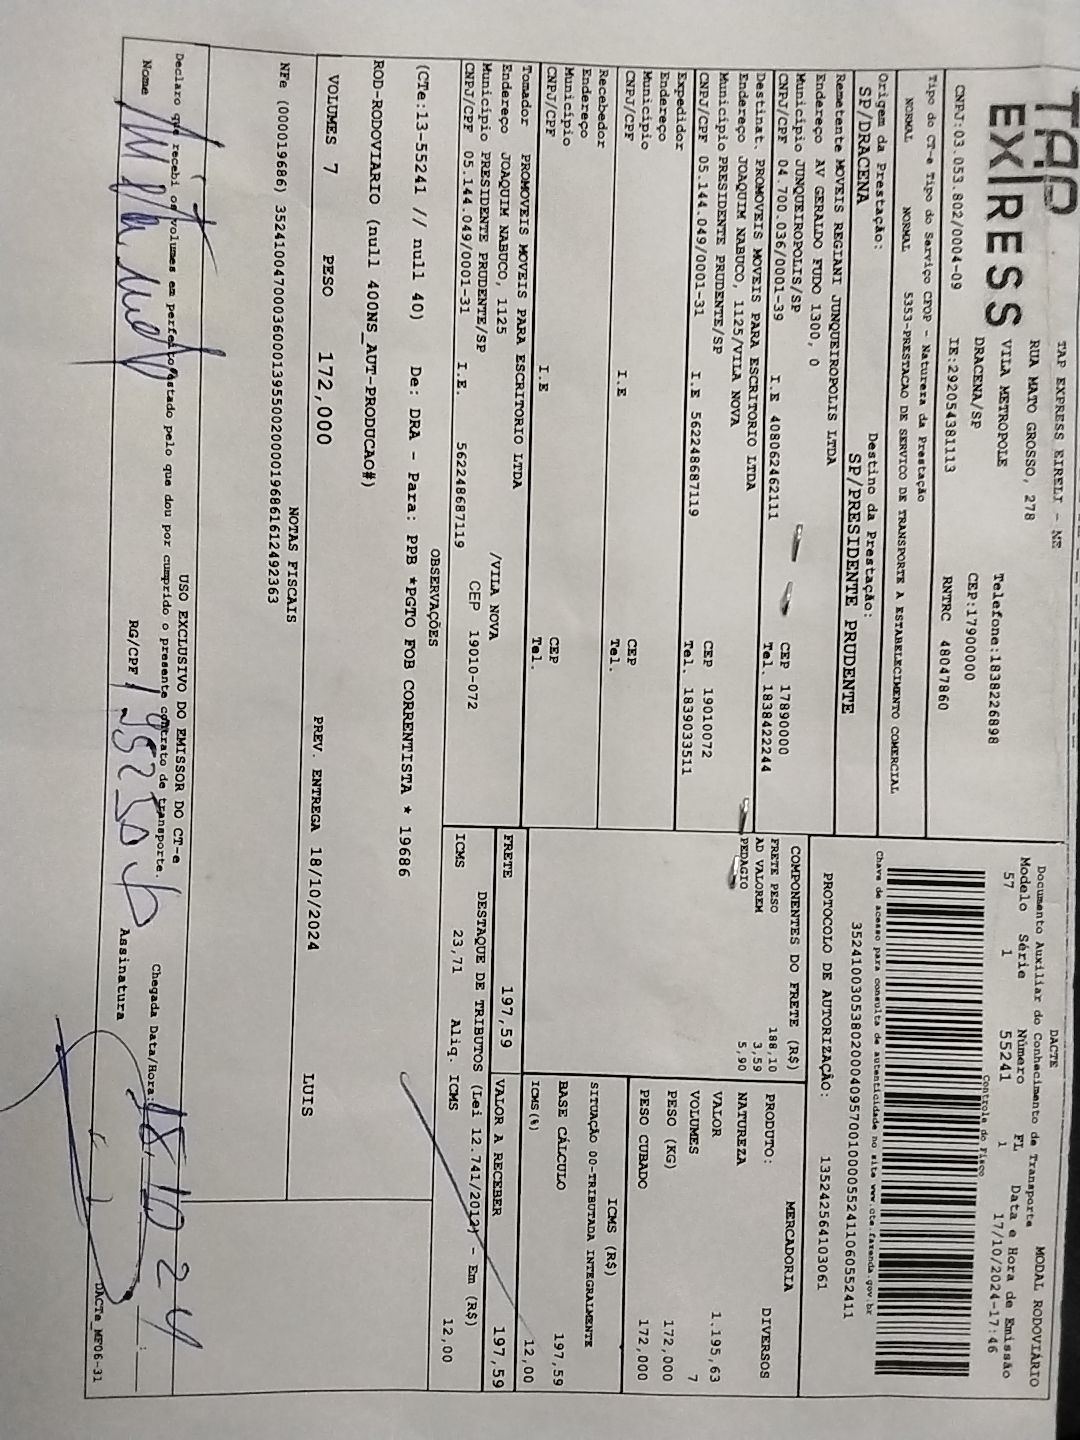 TAP
EXPRESS
TAP EXPRESS EIRELI - ME
RUA MATO GROSSO, 278
VILA METROPOLE
DRACENA/SP
Telefone:1838226898
CEP:17900000
CNPJ:03.053.802/0004-09 IE:292054381113 RNTRC 48047860
Tipo do CT-e Tipo do Serviço CFOP - Natureza da Prestação
NORMAL NORMAL 5353-PRESTACAO DE SERVICO DE TRANSPORTE A ESTABELECIMENTO COMERCIAL
Origem da Prestação: Destino da Prestação:
SP/DRACENA SP/PRESIDENTE PRUDENTE
DACTE MODAL RODOVIÁRIO
Documento Auxiliar do Conhecimento de Transporte
Modelo Série Número FL Data e Hora de Emissão
57 1 55241 1 17/10/2024-17:46
Controle do Fisco
Chave de acesso para consulta de autenticidade no site www.cte.fazenda.gov.br
35241003053802000409570010000552411060552411
PROTOCOLO DE AUTORIZAÇÃO: 135242564103061
Remetente MOVEIS REGIANI JUNQUEIROPOLIS LTDA
Endereço AV GERALDO FUDO 1300, 0
Município JUNQUEIROPOLIS/SP CEP 17890000
CNPJ/CPF 04.700.036/0001-39 I.E 408062462111 Tel. 1838422244
Destinat. PROMOVEIS MOVEIS PARA ESCRITORIO LTDA
Endereço JOAQUIM NABUCO, 1125/VILA NOVA
Município PRESIDENTE PRUDENTE/SP CEP 19010072
CNPJ/CPF 05.144.049/0001-31 I.E 562248687119 Tel. 1839033511
Expedidor
Endereço
Município CEP
CNPJ/CPF I.E Tel.
Recebedor
Endereço
Município CEP
CNPJ/CPF I.E Tel.
Tomador PROMOVEIS MOVEIS PARA ESCRITORIO LTDA
Endereço JOAQUIM NABUCO, 1125 /VILA NOVA
Município PRESIDENTE PRUDENTE/SP CEP 19010-072
CNPJ/CPF 05.144.049/0001-31 I.E. 562248687119
COMPONENTES DO FRETE (R$)
FRETE PESO 188,10
AD VALOREM 3,59
PEDAGIO 5,90
FRETE 197,59
MERCADORIA
PRODUTO: DIVERSOS
NATUREZA
VALOR 1.195,63
VOLUMES 7
PESO (KG) 172,000
PESO CUBADO 172,000
ICMS (R$)
SITUAÇÃO 00-TRIBUTADA INTEGRALMENTE
BASE CÁLCULO 197,59
ICMS(%) 12,00
VALOR A RECEBER 197,59
DESTAQUE DE TRIBUTOS (Lei 12.741/2012) - Em (R$)
ICMS 23,71 Aliq. ICMS 12,00
OBSERVAÇÕES
(CTe:13-55241 // null 40) De: DRA - Para: PPB *PGTO FOB CORRENTISTA * 19686
ROD-RODOVIARIO (null 400NS_AUT-PRODUCAO#)
VOLUMES 7 PESO 172,000 PREV. ENTREGA 18/10/2024 LUIS
NOTAS FISCAIS
NFe (000019686) 35241004700036000139550020000196861612492363
USO EXCLUSIVO DO EMISSOR DO CT-e
Declaro que recebi os volumes em perfeito estado pelo que dou por cumprido o presente contrato de transporte.
Chegada Data/Hora: 18 10 24
Nome RG/CPF Assinatura
DACTe_MF06-31